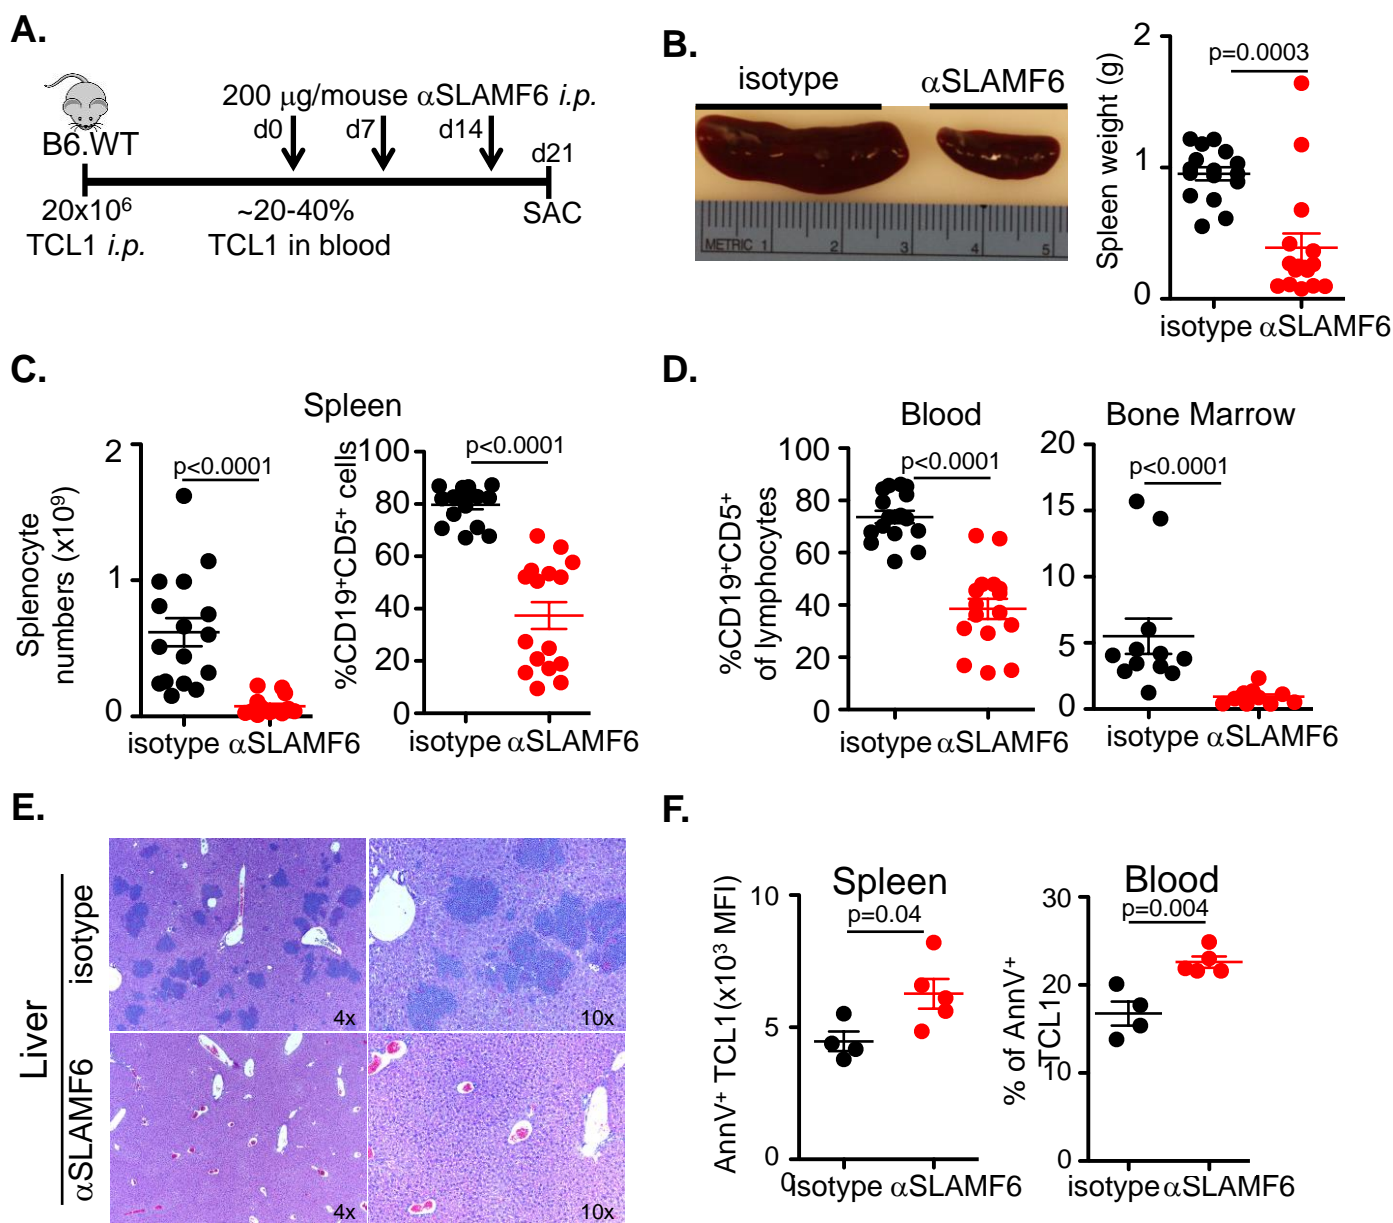 A.
200 μg/mouse αSLAMF6 i.p.
d0 d7 d14
B6.WT
d21
20x10⁶
TCL1 i.p.
~20-40%
TCL1 in blood
SAC
B.
isotype αSLAMF6
METRIC 1 2 3 4 5
p=0.0003
Spleen weight (g)
2
1
0
isotype αSLAMF6
C.
Spleen
Splenocyte
numbers (x10⁹)
2
1
0
p<0.0001
isotype αSLAMF6
%CD19⁺CD5⁺ cells
100
80
60
40
20
0
p<0.0001
isotype αSLAMF6
D.
Blood
%CD19⁺CD5⁺
of lymphocytes
100
80
60
40
20
0
p<0.0001
isotype αSLAMF6
Bone Marrow
20
15
10
5
0
p<0.0001
isotype αSLAMF6
E.
Liver
isotype
αSLAMF6
4x
10x
4x
10x
F.
Spleen
AnnV⁺ TCL1(x10³ MFI)
10
5
0
p=0.04
0
isotype αSLAMF6
Blood
% of AnnV⁺
TCL1
30
20
10
0
p=0.004
isotype αSLAMF6